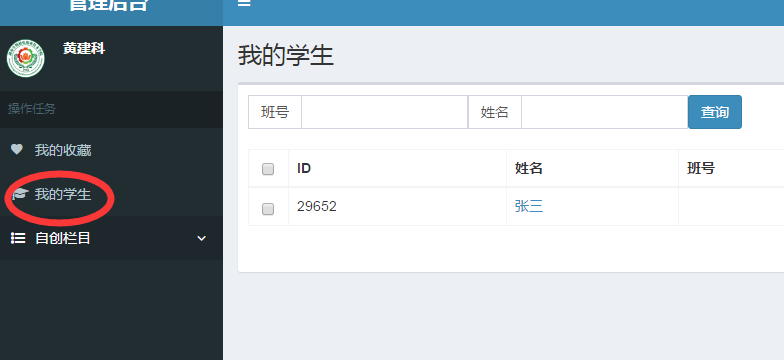 管理后台
黄建科
操作任务
我的收藏
我的学生
自创栏目
我的学生
班号 姓名 查询
ID 姓名 班号
29652 张三